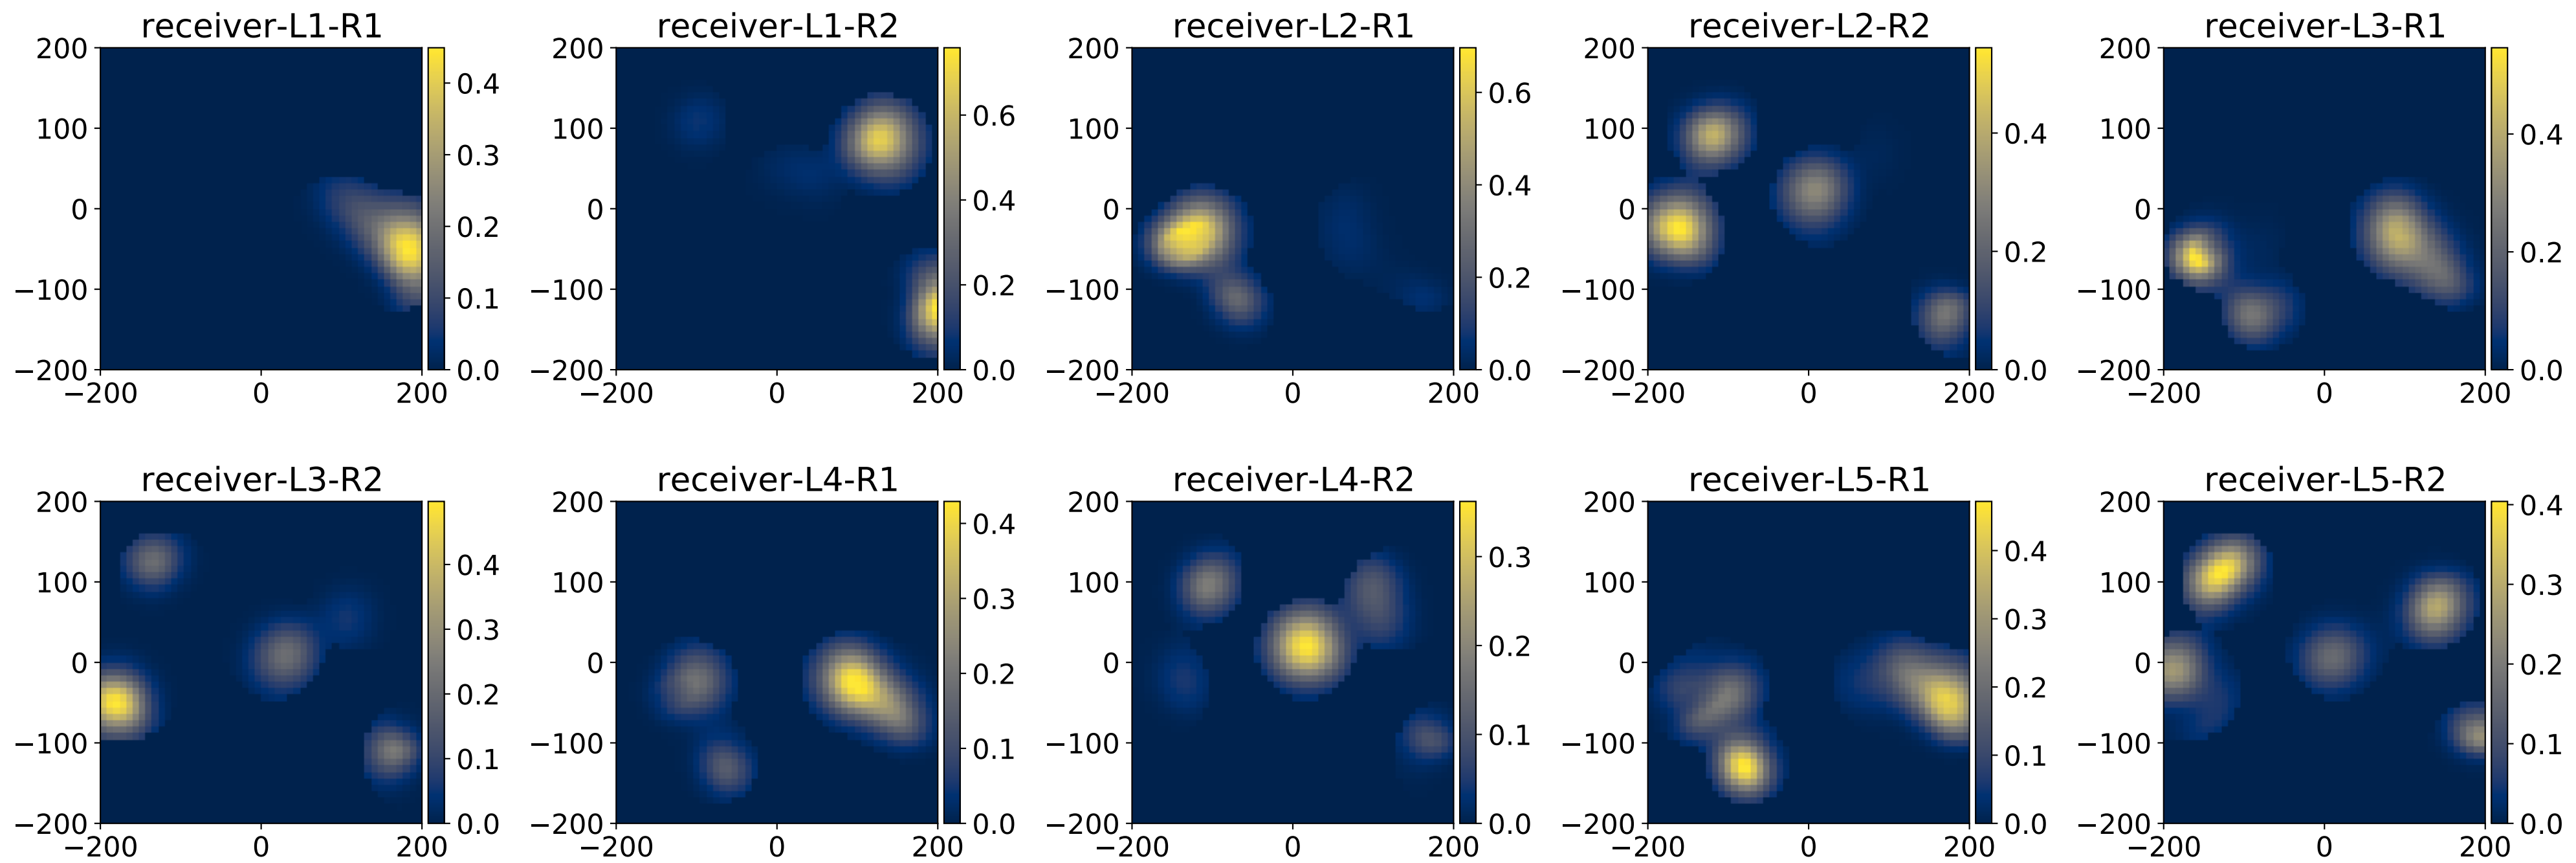 receiver-L1-R1 receiver-L1-R2 receiver-L2-R1 receiver-L2-R2 receiver-L3-R1
200 200 200 200 200
0.4 0.6 0.6 0.4 0.4
100 100 100 100 100
0.3 0.4
0 0 0 0 0
0.2 0.4 0.2 0.2
−100 0.1 −100 0.2 −100 0.2 −100 −100
−200 0.0 −200 0.0 −200 0.0 −200 0.0 −200 0.0
−200 0 200 −200 0 200 −200 0 200 −200 0 200 −200 0 200
receiver-L3-R2 receiver-L4-R1 receiver-L4-R2 receiver-L5-R1 receiver-L5-R2
200 200 0.4 200 200 200 0.4
100 0.4 100 0.3 100 0.3 100 0.4 100 0.3
0.3 0.3
0 0 0.2 0 0.2 0 0 0.2
0.2 0.2
−100 0.1 −100 0.1 −100 0.1 −100 0.1 −100 0.1
−200 0.0 −200 0.0 −200 0.0 −200 0.0 −200 0.0
−200 0 200 −200 0 200 −200 0 200 −200 0 200 −200 0 200